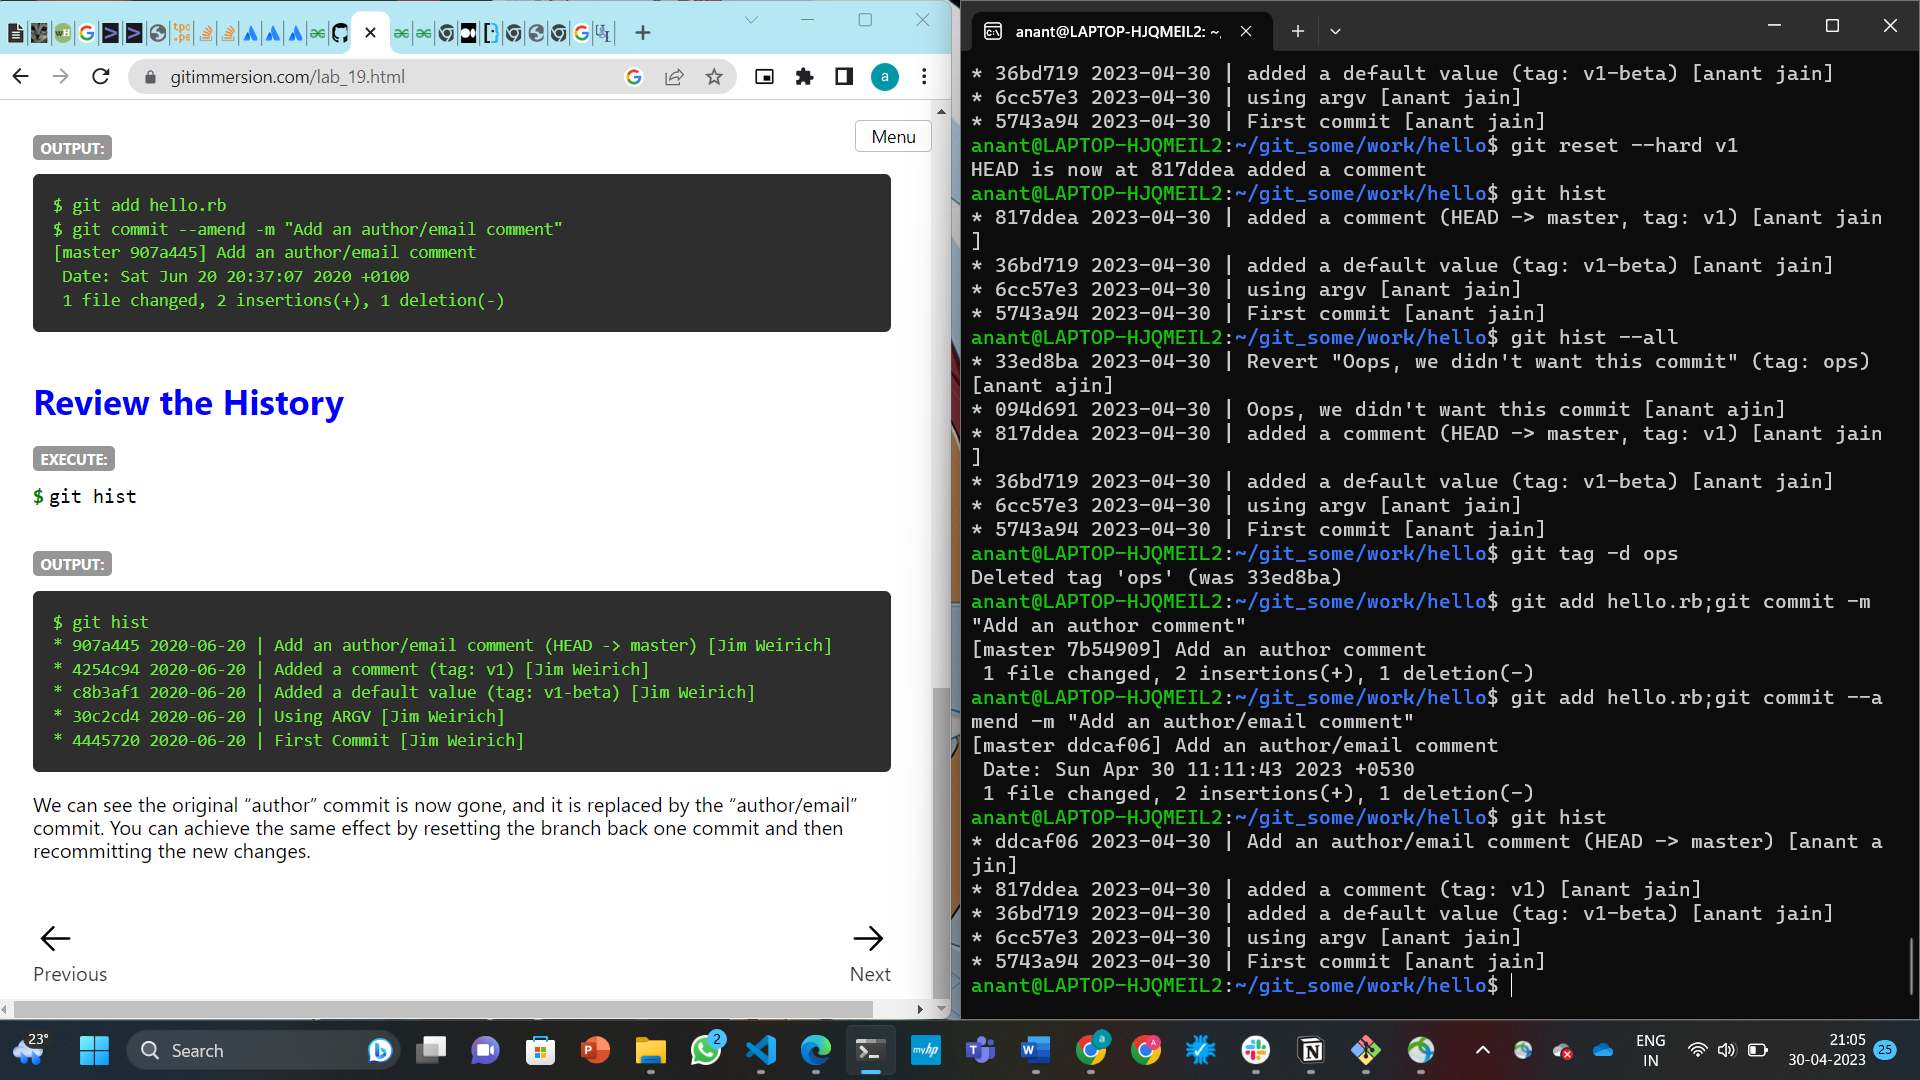 gitimmersion.com/lab_19.html
a
Menu
OUTPUT:
$ git add hello.rb
$ git commit --amend -m "Add an author/email comment"
[master 907a445] Add an author/email comment
Date: Sat Jun 20 20:37:07 2020 +0100
1 file changed, 2 insertions(+), 1 deletion(-)
Review the History
EXECUTE:
$ git hist
OUTPUT:
$ git hist
* 907a445 2020-06-20 | Add an author/email comment (HEAD -> master) [Jim Weirich]
* 4254c94 2020-06-20 | Added a comment (tag: v1) [Jim Weirich]
* c8b3af1 2020-06-20 | Added a default value (tag: v1-beta) [Jim Weirich]
* 30c2cd4 2020-06-20 | Using ARGV [Jim Weirich]
* 4445720 2020-06-20 | First Commit [Jim Weirich]
We can see the original “author” commit is now gone, and it is replaced by the “author/email”
commit. You can achieve the same effect by resetting the branch back one commit and then
recommitting the new changes.
Previous
Next
anant@LAPTOP-HJQMEIL2: ~,
* 36bd719 2023-04-30 | added a default value (tag: v1-beta) [anant jain]
* 6cc57e3 2023-04-30 | using argv [anant jain]
* 5743a94 2023-04-30 | First commit [anant jain]
anant@LAPTOP-HJQMEIL2:~/git_some/work/hello$ git reset --hard v1
HEAD is now at 817ddea added a comment
anant@LAPTOP-HJQMEIL2:~/git_some/work/hello$ git hist
* 817ddea 2023-04-30 | added a comment (HEAD -> master, tag: v1) [anant jain
]
* 36bd719 2023-04-30 | added a default value (tag: v1-beta) [anant jain]
* 6cc57e3 2023-04-30 | using argv [anant jain]
* 5743a94 2023-04-30 | First commit [anant jain]
anant@LAPTOP-HJQMEIL2:~/git_some/work/hello$ git hist --all
* 33ed8ba 2023-04-30 | Revert "Oops, we didn't want this commit" (tag: ops)
[anant ajin]
* 094d691 2023-04-30 | Oops, we didn't want this commit [anant ajin]
* 817ddea 2023-04-30 | added a comment (HEAD -> master, tag: v1) [anant jain
]
* 36bd719 2023-04-30 | added a default value (tag: v1-beta) [anant jain]
* 6cc57e3 2023-04-30 | using argv [anant jain]
* 5743a94 2023-04-30 | First commit [anant jain]
anant@LAPTOP-HJQMEIL2:~/git_some/work/hello$ git tag -d ops
Deleted tag 'ops' (was 33ed8ba)
anant@LAPTOP-HJQMEIL2:~/git_some/work/hello$ git add hello.rb;git commit -m
"Add an author comment"
[master 7b54909] Add an author comment
1 file changed, 2 insertions(+), 1 deletion(-)
anant@LAPTOP-HJQMEIL2:~/git_some/work/hello$ git add hello.rb;git commit --a
mend -m "Add an author/email comment"
[master ddcaf06] Add an author/email comment
Date: Sun Apr 30 11:11:43 2023 +0530
1 file changed, 2 insertions(+), 1 deletion(-)
anant@LAPTOP-HJQMEIL2:~/git_some/work/hello$ git hist
* ddcaf06 2023-04-30 | Add an author/email comment (HEAD -> master) [anant a
jin]
* 817ddea 2023-04-30 | added a comment (tag: v1) [anant jain]
* 36bd719 2023-04-30 | added a default value (tag: v1-beta) [anant jain]
* 6cc57e3 2023-04-30 | using argv [anant jain]
* 5743a94 2023-04-30 | First commit [anant jain]
anant@LAPTOP-HJQMEIL2:~/git_some/work/hello$
23°
Search
2
myhp
ENG
IN
21:05
30-04-2023
25